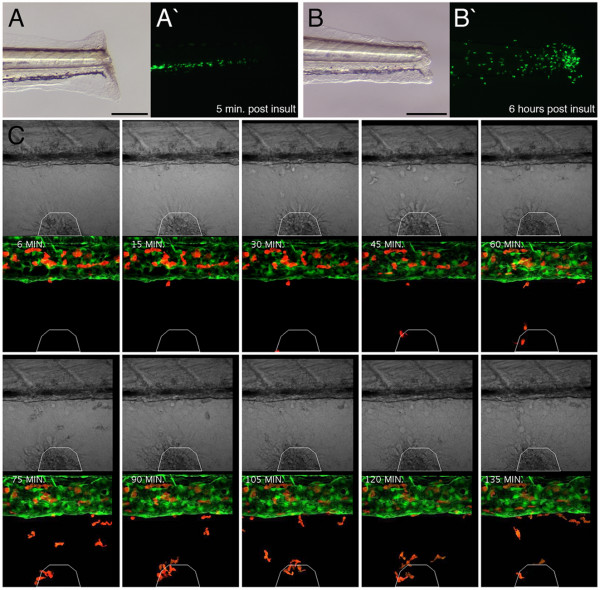 A
A`
5 min. post insult
B
B`
6 hours post insult
C
6 MIN.
15 MIN.
30 MIN.
45 MIN.
60 MIN.
75 MIN.
90 MIN.
105 MIN.
120 MIN.
135 MIN.